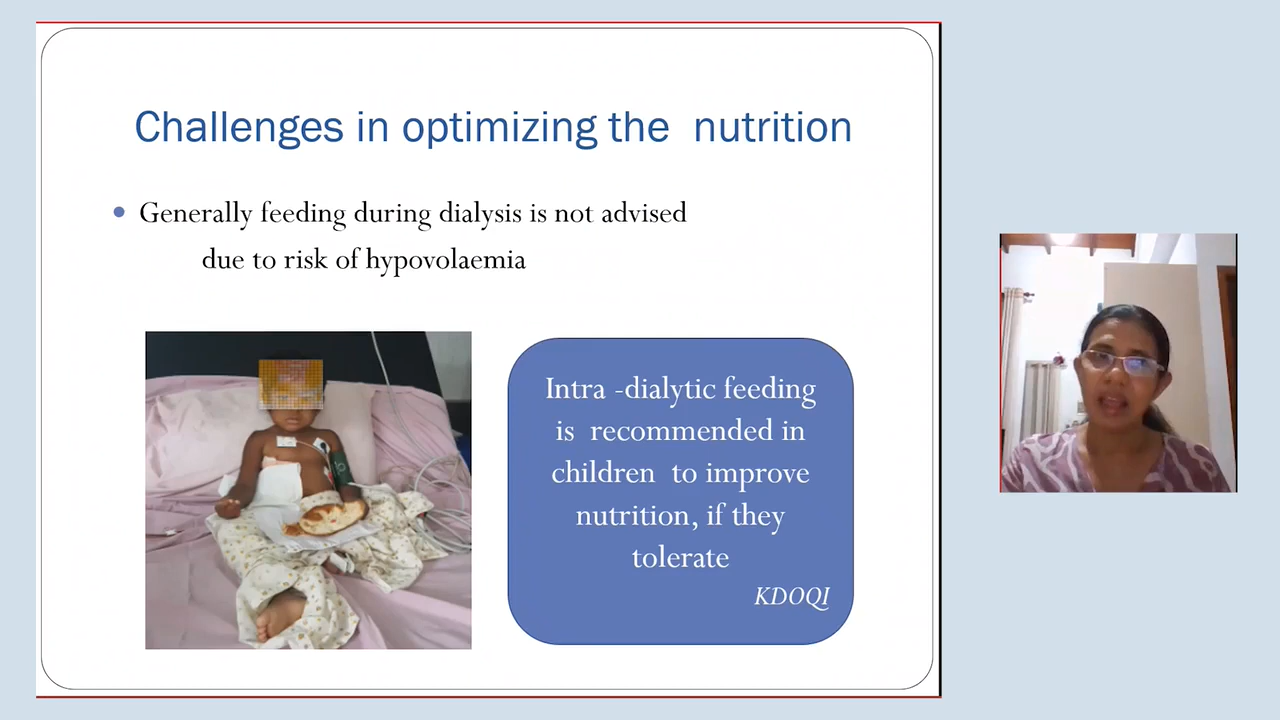 Challenges in optimizing the nutrition
Generally feeding during dialysis is not advised
due to risk of hypovolaemia
Intra -dialytic feeding
is recommended in
children to improve
nutrition, if they
tolerate
KDOQI